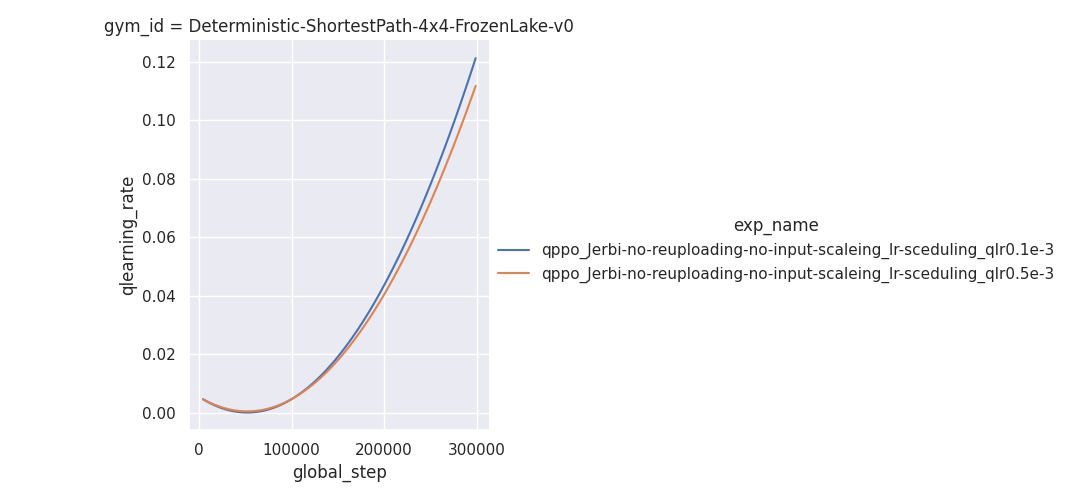 gym_id = Deterministic-ShortestPath-4x4-FrozenLake-v0
0.12
0.10
0.08
0.06
0.04
0.02
0.00
qlearning_rate
0 100000 200000 300000
global_step
exp_name
qppo_Jerbi-no-reuploading-no-input-scaleing_lr-sceduling_qlr0.1e-3
qppo_Jerbi-no-reuploading-no-input-scaleing_lr-sceduling_qlr0.5e-3